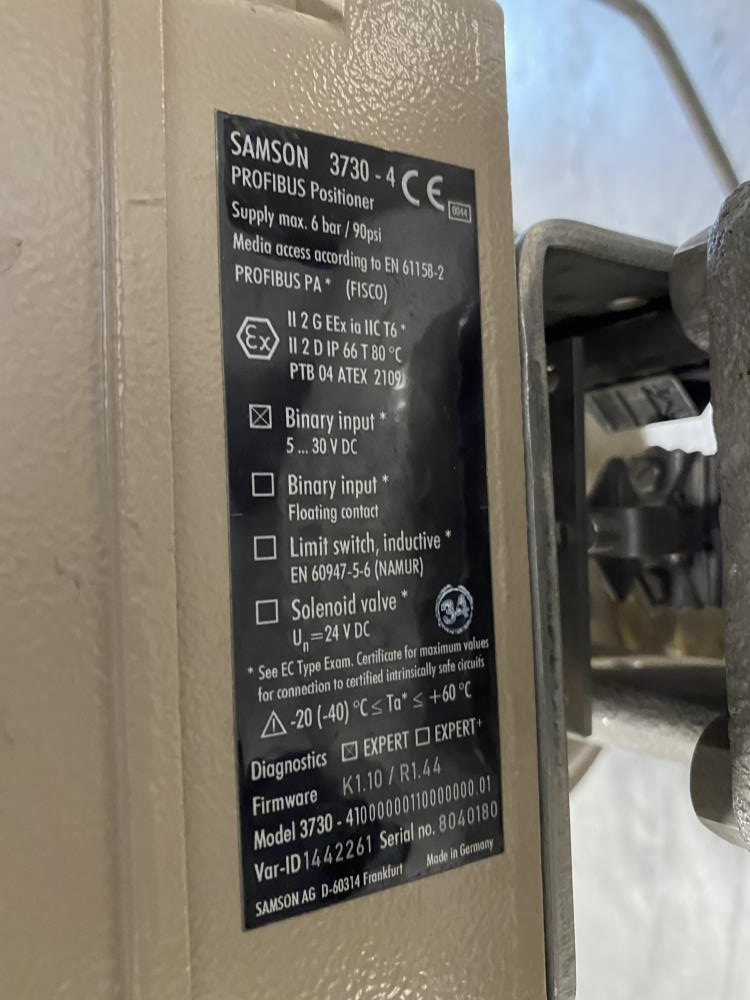 SAMSON 3730 - 4 CE 0044
PROFIBUS Positioner
Supply max. 6 bar / 90psi
Media access according to EN 61158-2
PROFIBUS PA * (FISCO)
Ex II 2 G EEx ia IIC T6 *
II 2 D IP 66 T 80 °C
PTB 04 ATEX 2109
☒ Binary input *
5 ... 30 V DC
☐ Binary input *
Floating contact
☐ Limit switch, inductive *
EN 60947-5-6 (NAMUR)
☐ Solenoid valve * 34
Un=24 V DC
* See EC Type Exam. Certificate for maximum values
for connection to certified intrinsically safe circuits
⚠ -20 (-40) °C ≤ Ta* ≤ +60 °C
Diagnostics ☒ EXPERT ☐ EXPERT+
Firmware K1.10 / R1.44
Model 3730 - 41000000110000000.01
Var-ID 1442261 Serial no. 8040180
SAMSON AG D-60314 Frankfurt Made in Germany